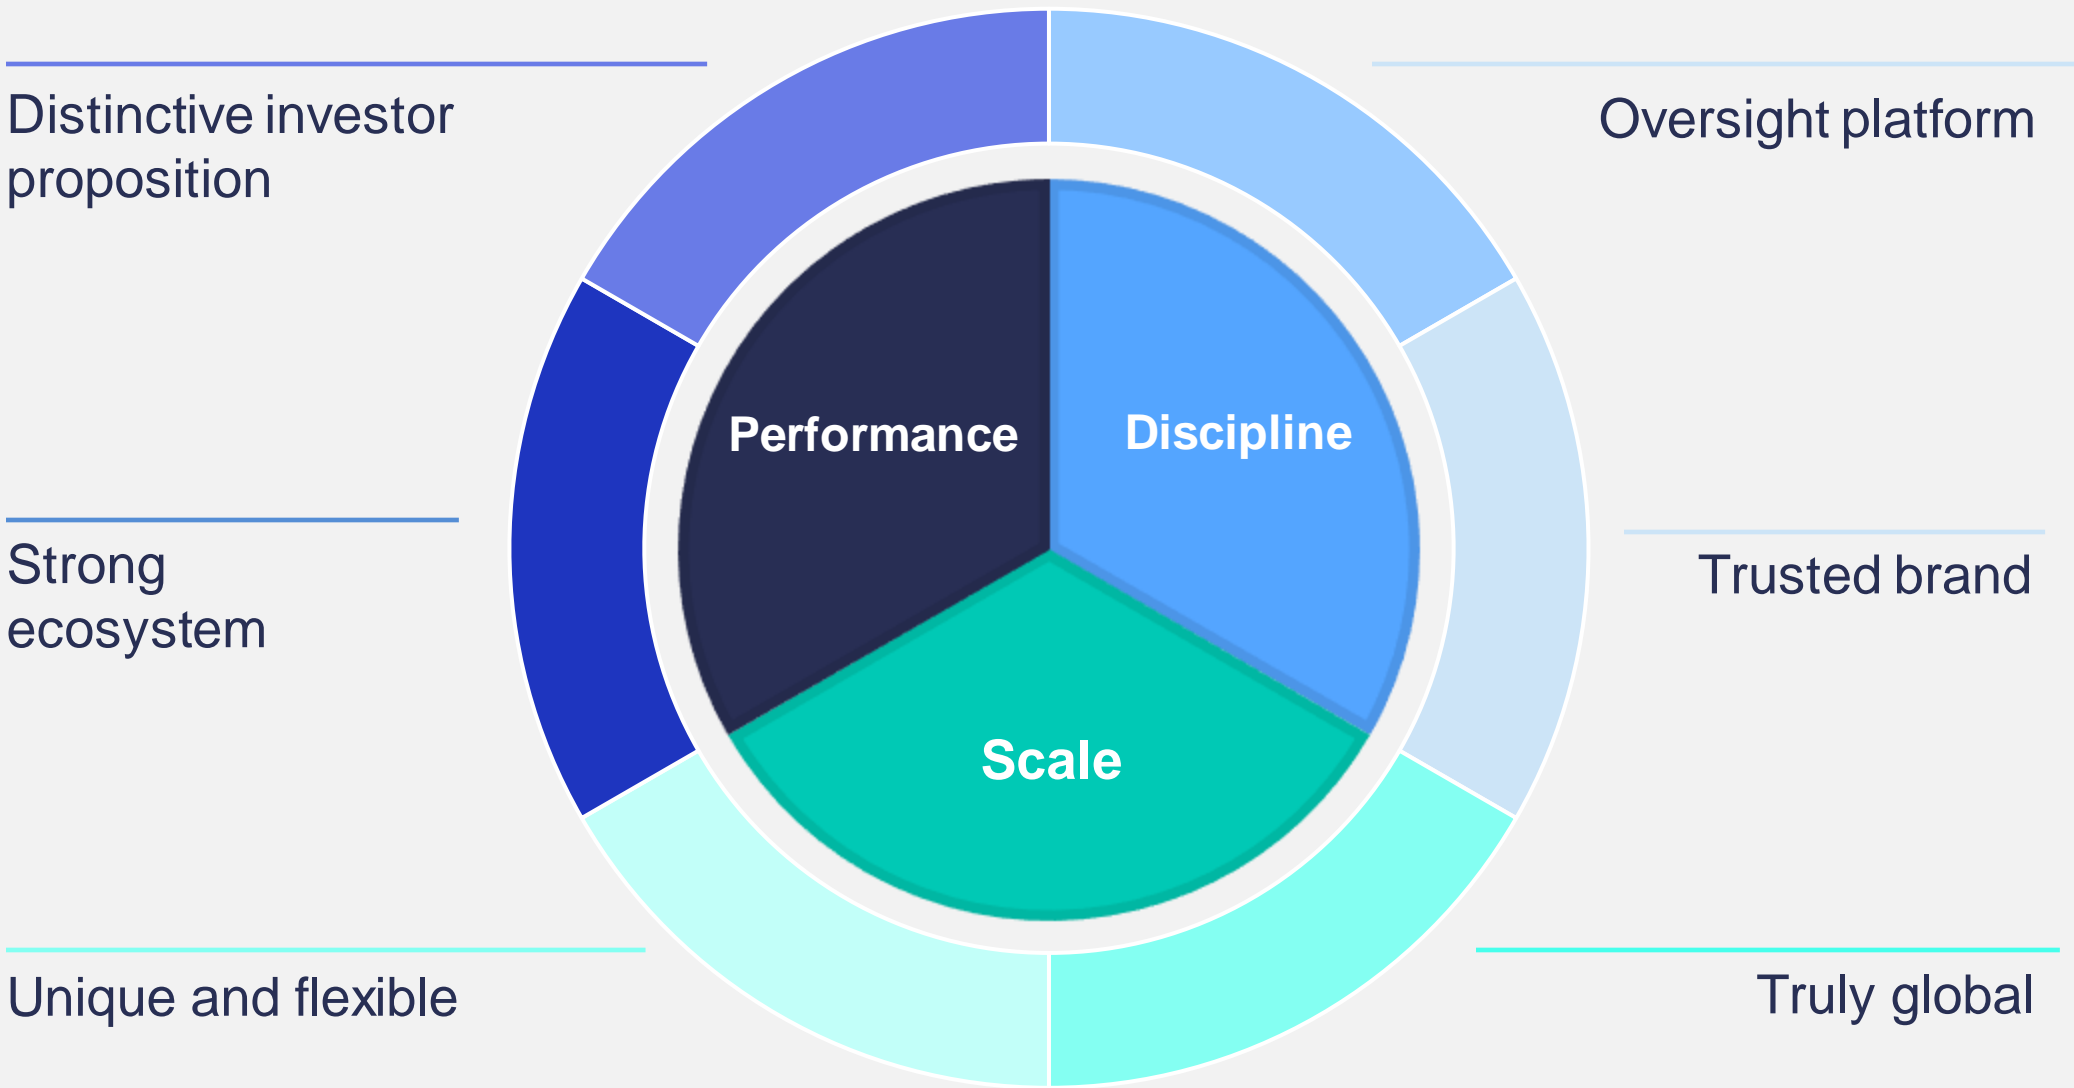 Distinctive investor
proposition
Oversight platform
Performance
Discipline
Strong
ecosystem
Trusted brand
Scale
Unique and flexible
Truly global